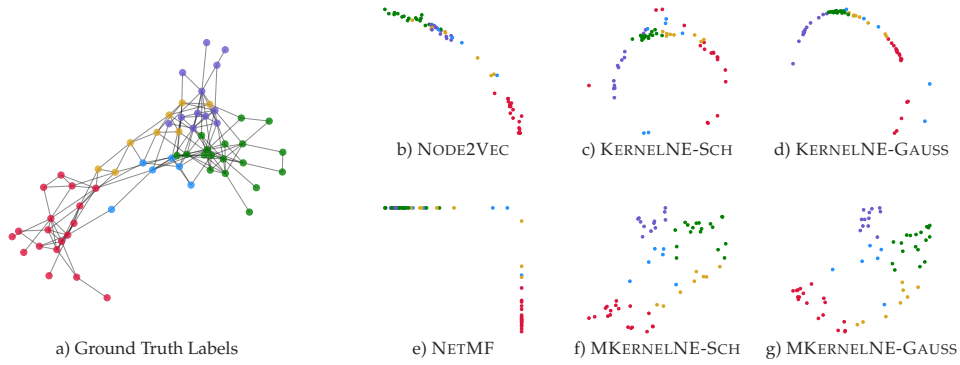 b) NODE2VEC
c) KERNELNE-SCH
d) KERNELNE-GAUSS
a) Ground Truth Labels
e) NETMF
f) MKERNELNE-SCH
g) MKERNELNE-GAUSS